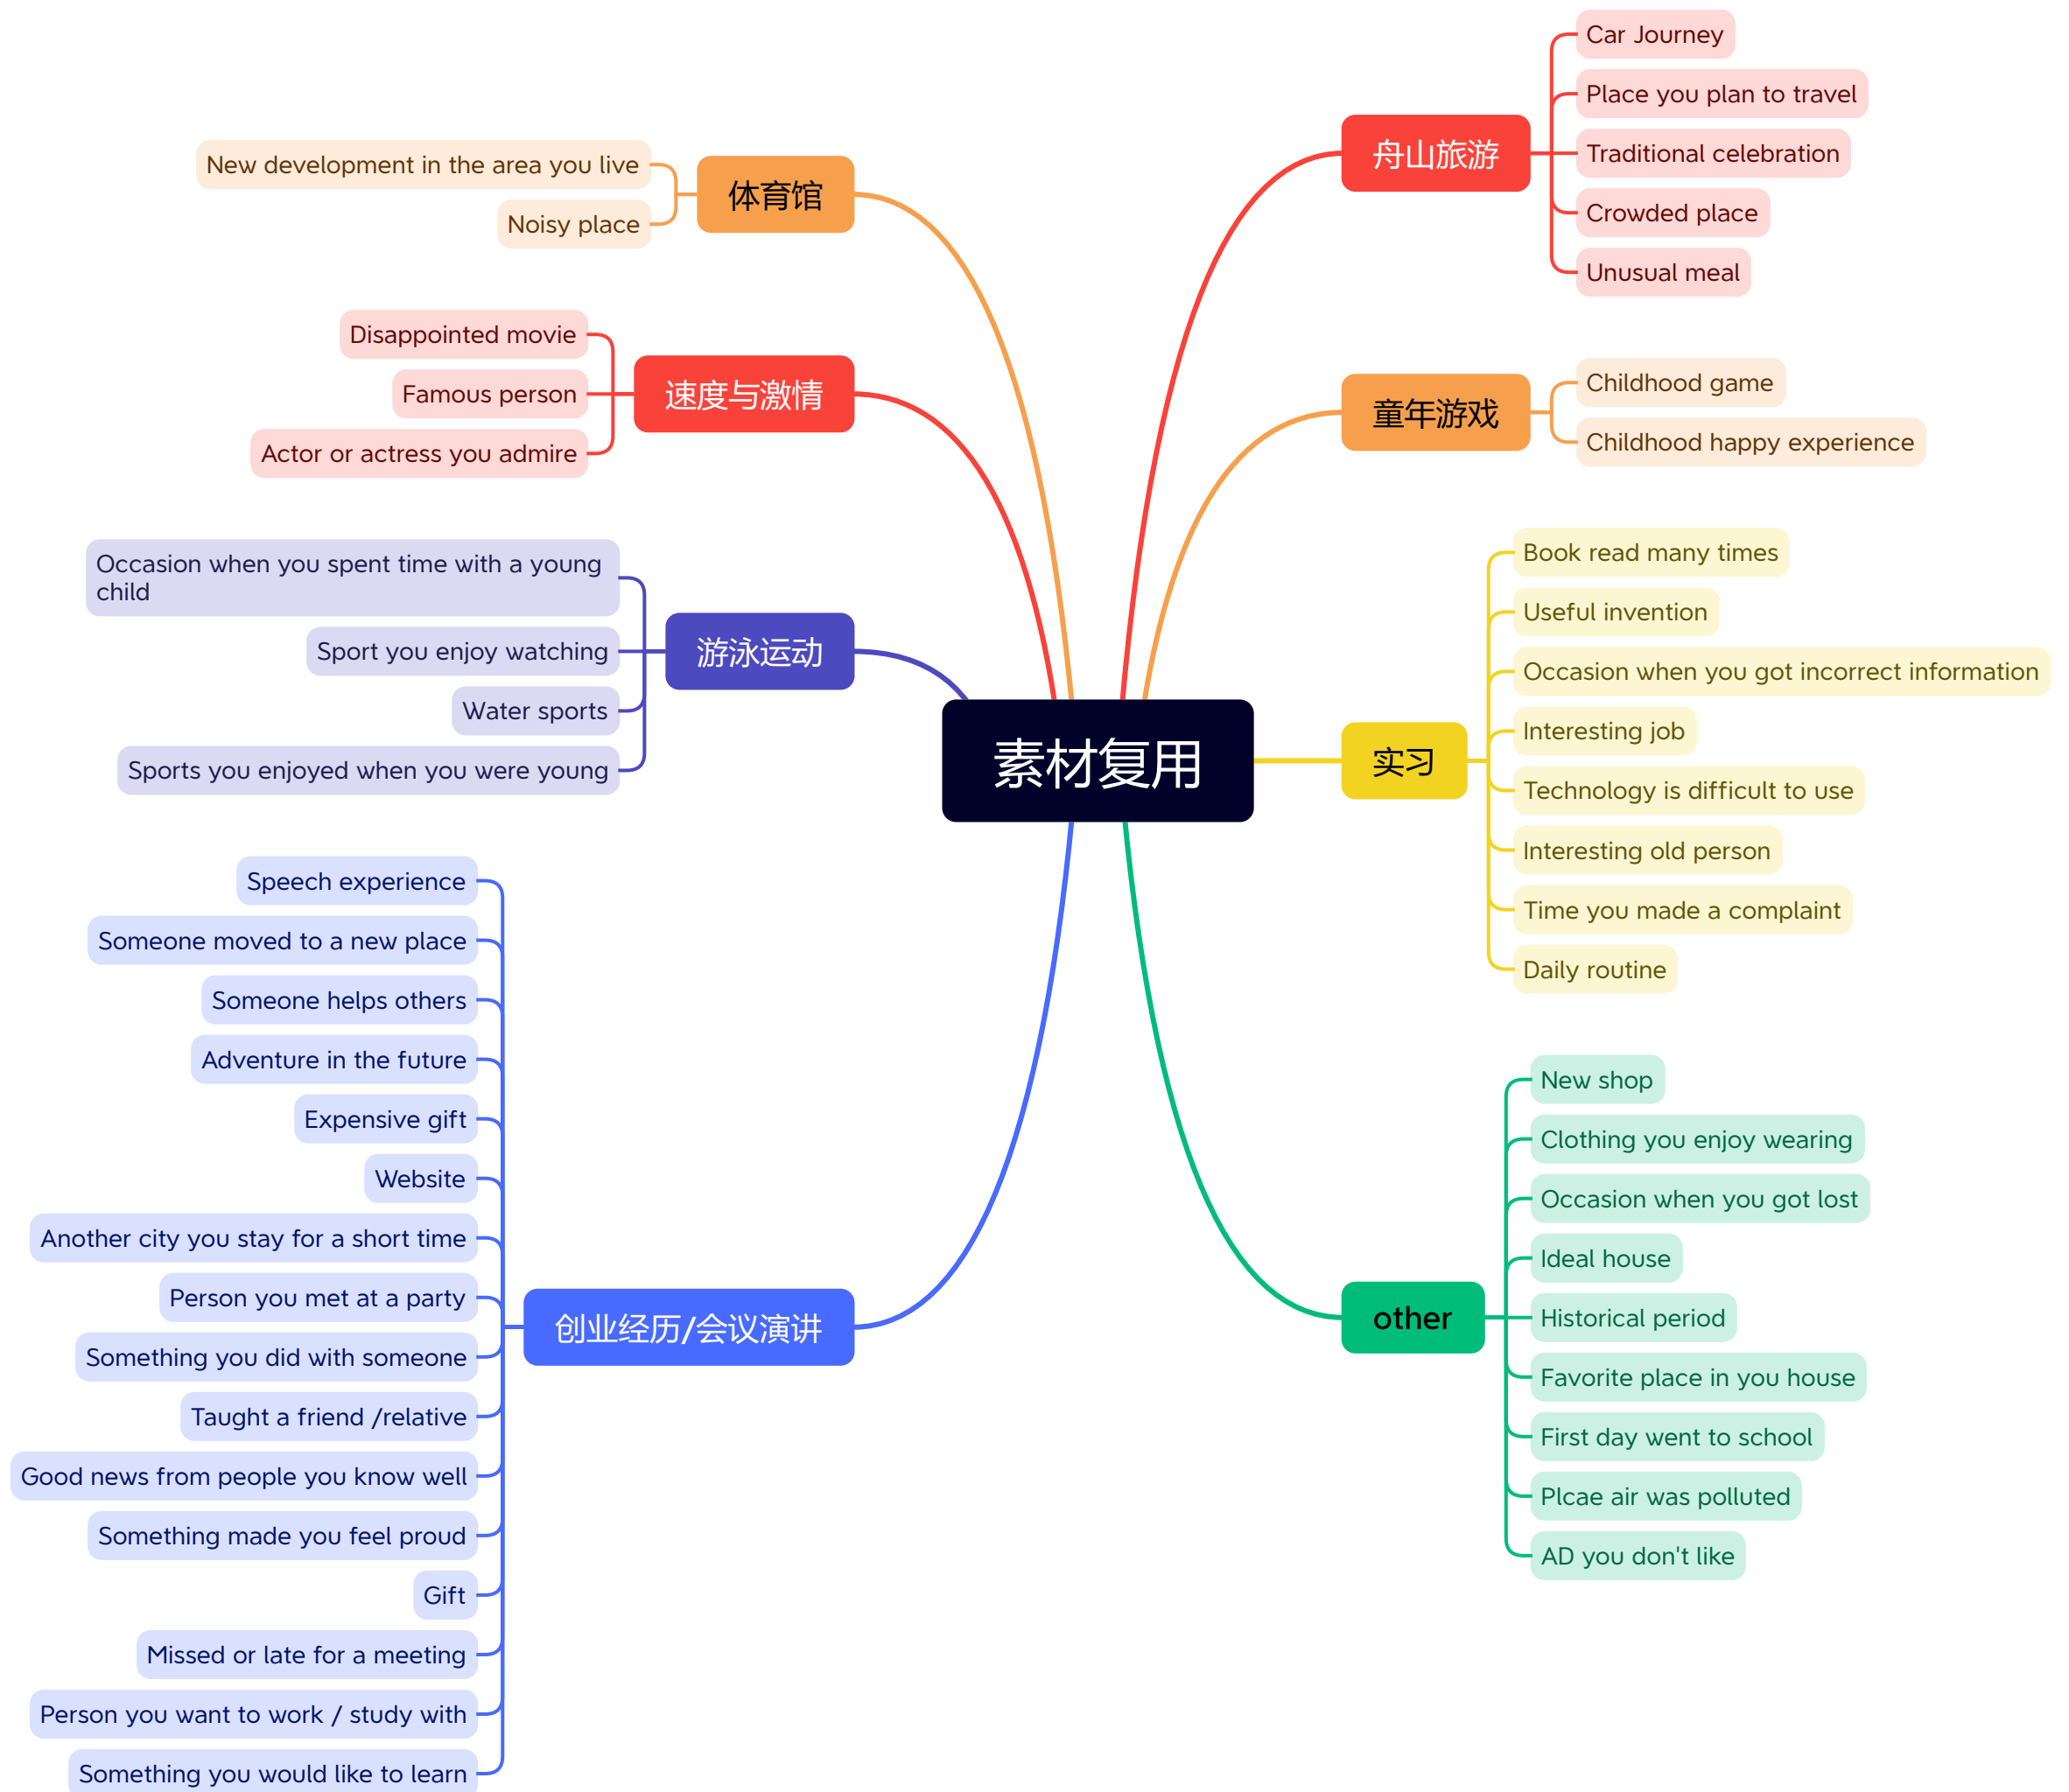 素材复用
舟山旅游
Car Journey
Place you plan to travel
Traditional celebration
Crowded place
Unusual meal
童年游戏
Childhood game
Childhood happy experience
实习
Book read many times
Useful invention
Occasion when you got incorrect information
Interesting job
Technology is difficult to use
Interesting old person
Time you made a complaint
Daily routine
other
New shop
Clothing you enjoy wearing
Occasion when you got lost
Ideal house
Historical period
Favorite place in you house
First day went to school
Plcae air was polluted
AD you don't like
体育馆
New development in the area you live
Noisy place
速度与激情
Disappointed movie
Famous person
Actor or actress you admire
游泳运动
Occasion when you spent time with a young
child
Sport you enjoy watching
Water sports
Sports you enjoyed when you were young
创业经历/会议演讲
Speech experience
Someone moved to a new place
Someone helps others
Adventure in the future
Expensive gift
Website
Another city you stay for a short time
Person you met at a party
Something you did with someone
Taught a friend /relative
Good news from people you know well
Something made you feel proud
Gift
Missed or late for a meeting
Person you want to work / study with
Something you would like to learn